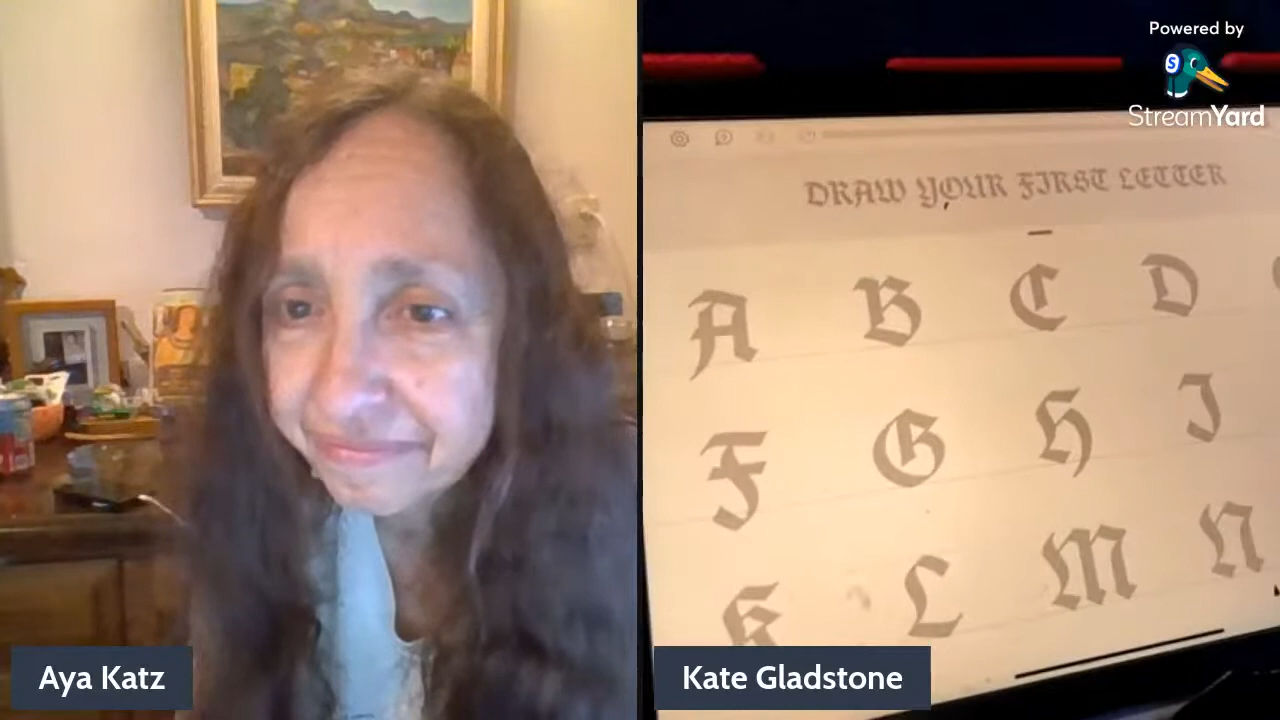 Powered by
StreamYard
DRAW YOUR FIRST LETTER
A B C D
F G H I
K L M N
Aya Katz
Kate Gladstone